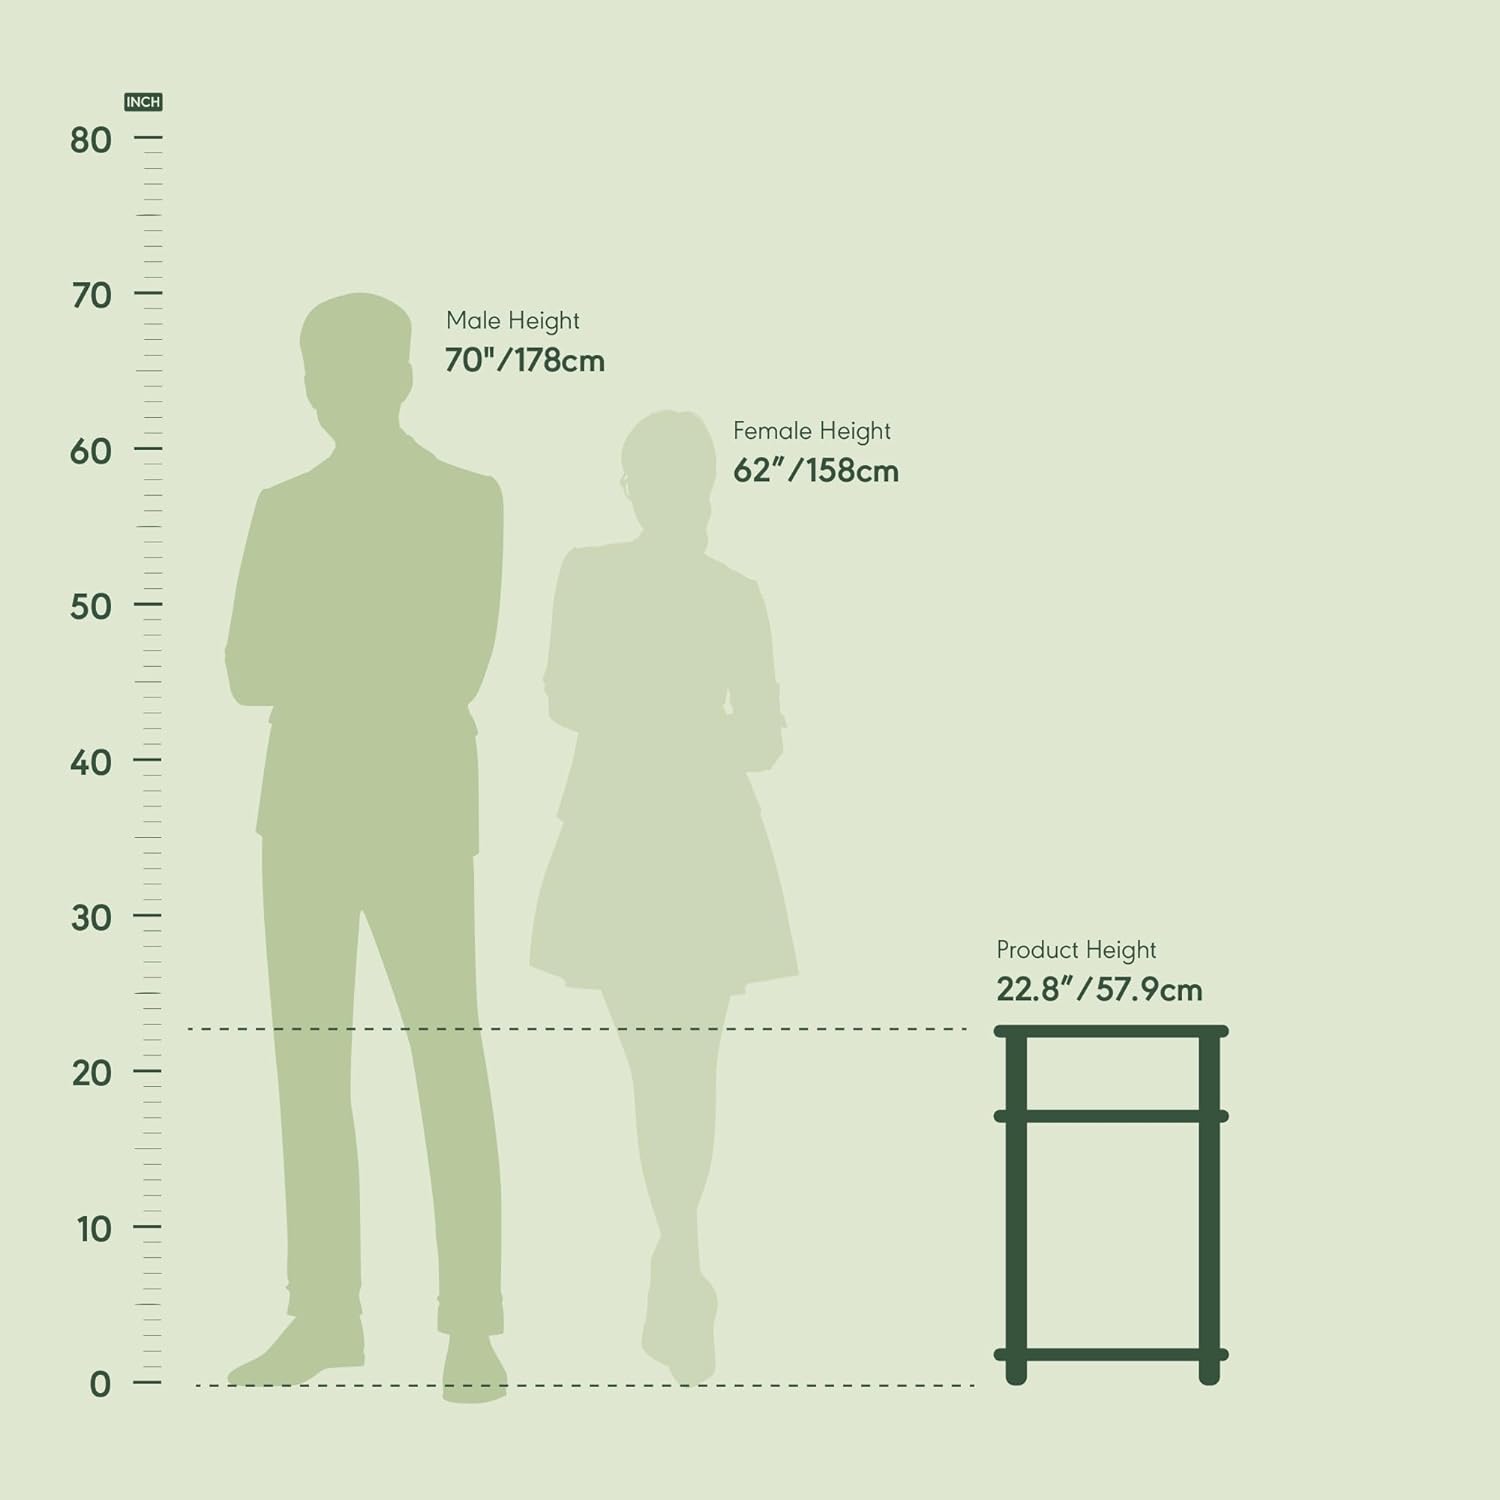 INCH
80
70
60
50
40
30
20
10
0
Male Height
70"/178cm
Female Height
62″/158cm
Product Height
22.8″/57.9cm